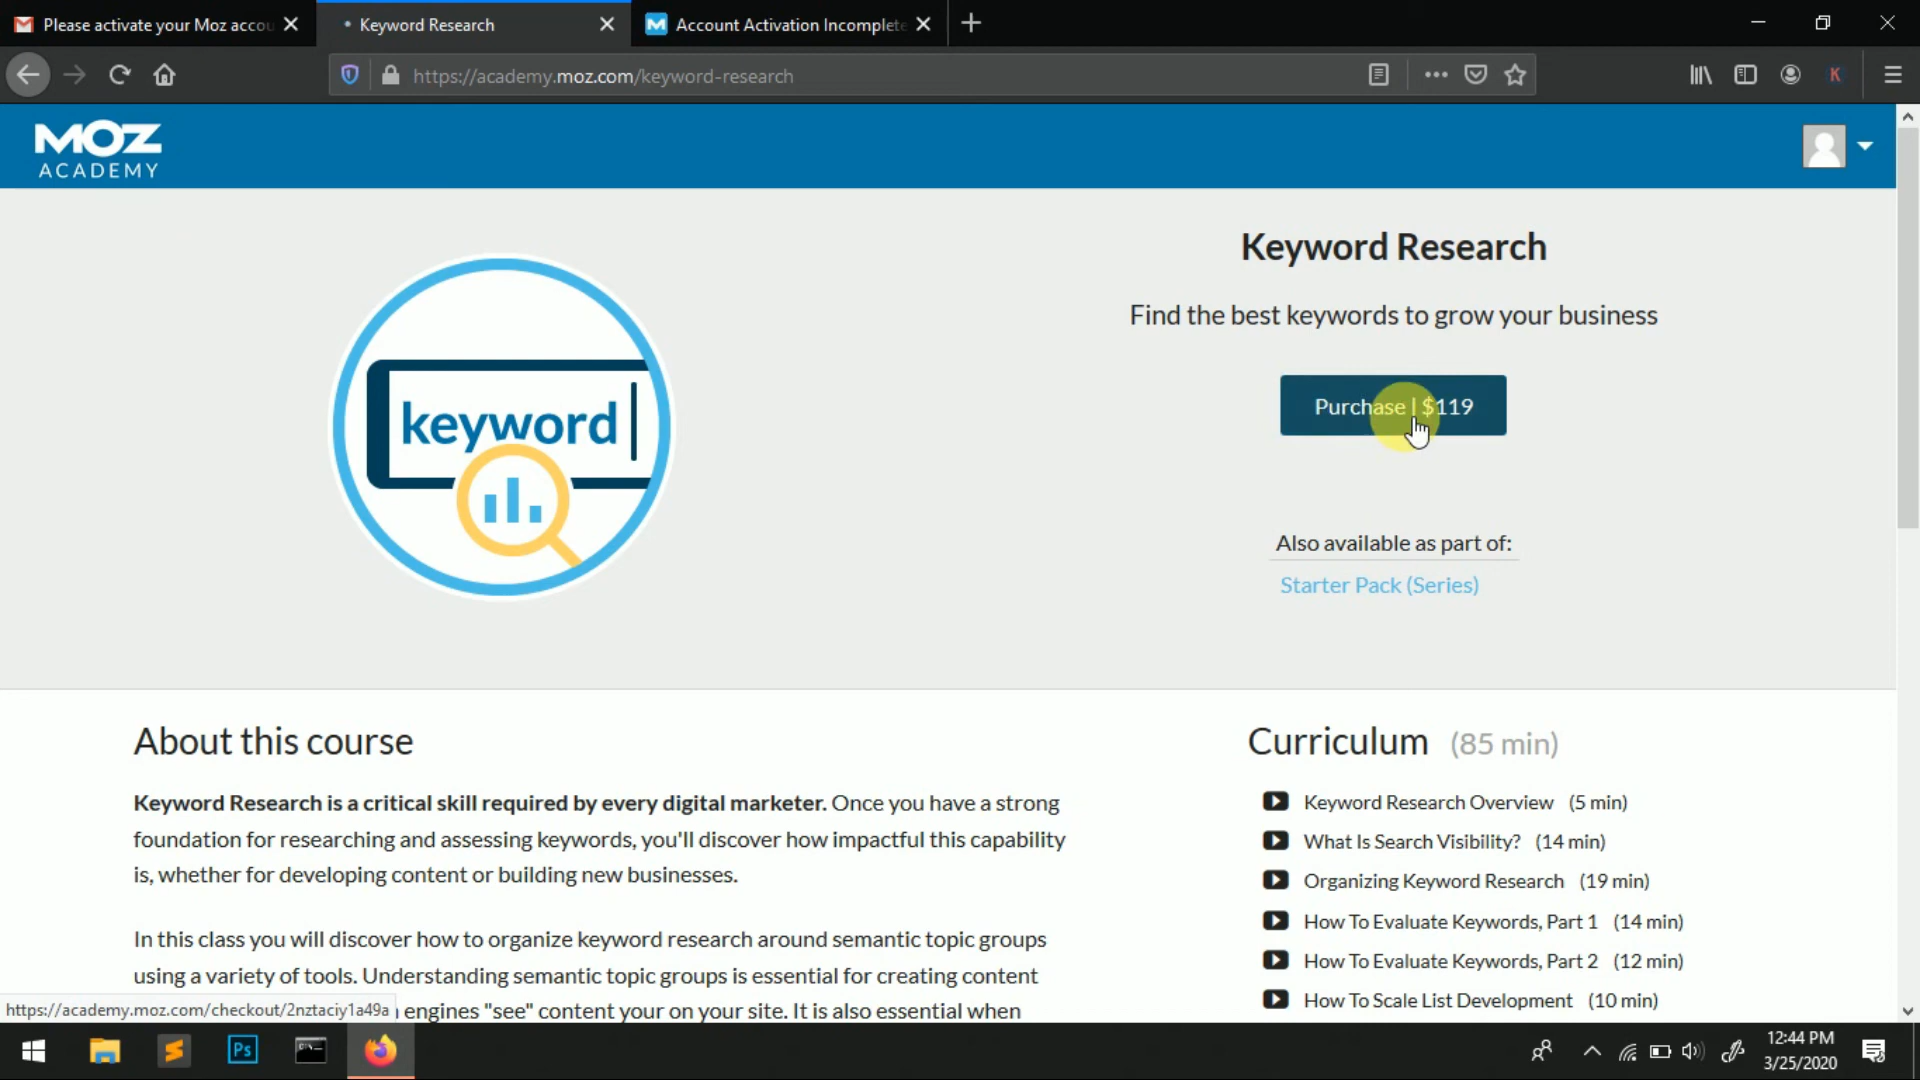 Please activate your Moz accou
Keyword Research
Account Activation Incomplete
https://academy.moz.com/keyword-research
K
MOZ
ACADEMY
Keyword Research
Find the best keywords to grow your business
keyword
Purchase | $119
Also available as part of:
Starter Pack (Series)
About this course
Keyword Research is a critical skill required by every digital marketer. Once you have a strong
foundation for researching and assessing keywords, you'll discover how impactful this capability
is, whether for developing content or building new businesses.
In this class you will discover how to organize keyword research around semantic topic groups
using a variety of tools. Understanding semantic topic groups is essential for creating content
engines "see" content your on your site. It is also essential when
Curriculum (85 min)
Keyword Research Overview (5 min)
What Is Search Visibility? (14 min)
Organizing Keyword Research (19 min)
How To Evaluate Keywords, Part 1 (14 min)
How To Evaluate Keywords, Part 2 (12 min)
How To Scale List Development (10 min)
https://academy.moz.com/checkout/2nztaciy1a49a
Ps
12:44 PM
3/25/2020